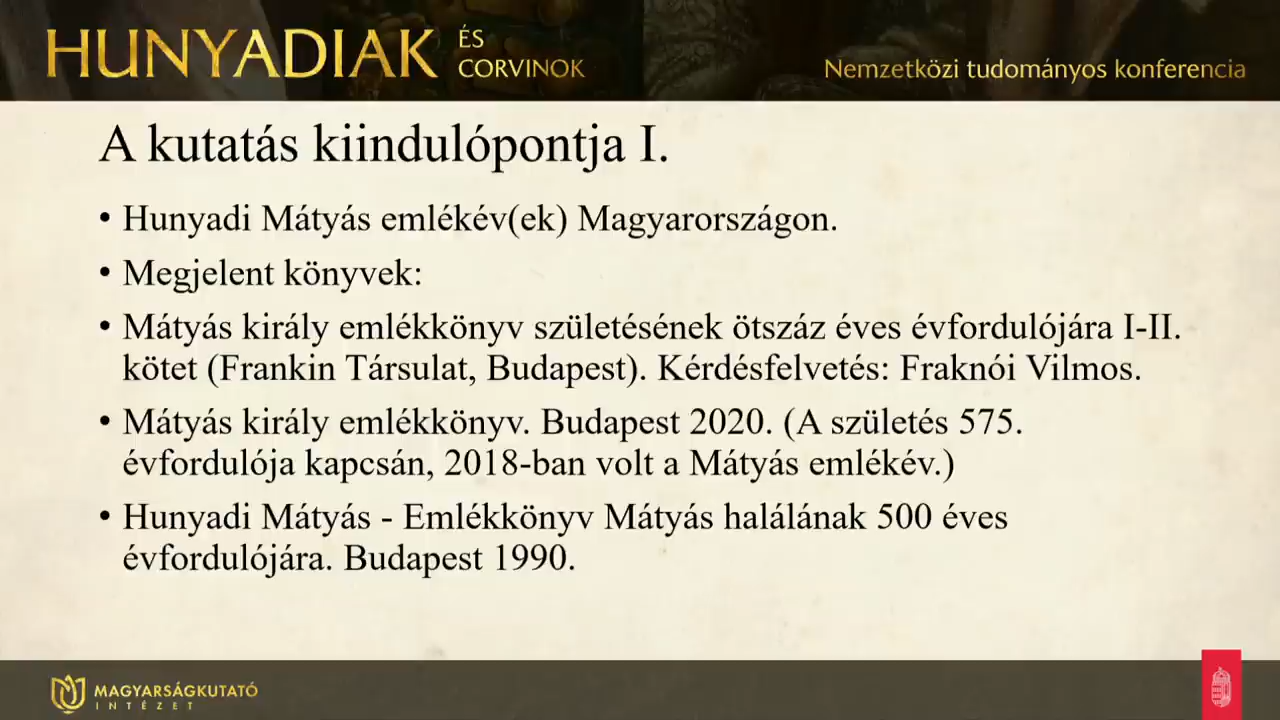 HUNYADIAK ÉS CORVINOK
Nemzetközi tudományos konferencia
A kutatás kiindulópontja I.
• Hunyadi Mátyás emlékév(ek) Magyarországon.
• Megjelent könyvek:
• Mátyás király emlékkönyv születésének ötszáz éves évfordulójára I-II.
kötet (Frankin Társulat, Budapest). Kérdésfelvetés: Fraknói Vilmos.
• Mátyás király emlékkönyv. Budapest 2020. (A születés 575.
évfordulója kapcsán, 2018-ban volt a Mátyás emlékév.)
• Hunyadi Mátyás - Emlékkönyv Mátyás halálának 500 éves
évfordulójára. Budapest 1990.
MAGYARSÁGKUTATÓ
INTÉZET